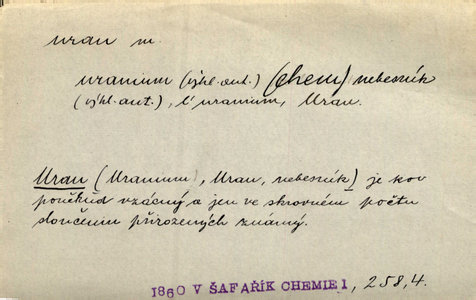 uran m.
uranium (výkl. aut.) (chem) nebesník
(výkl. aut.), l' uranium, Uran.
Uran (Uranium), Uran, nebesník) je kov
poněkud vzácný a jen ve skrovném počtu
sloučenin přirozených známý.
1860 V ŠAFAŘÍK CHEMIE 1, 258,4.